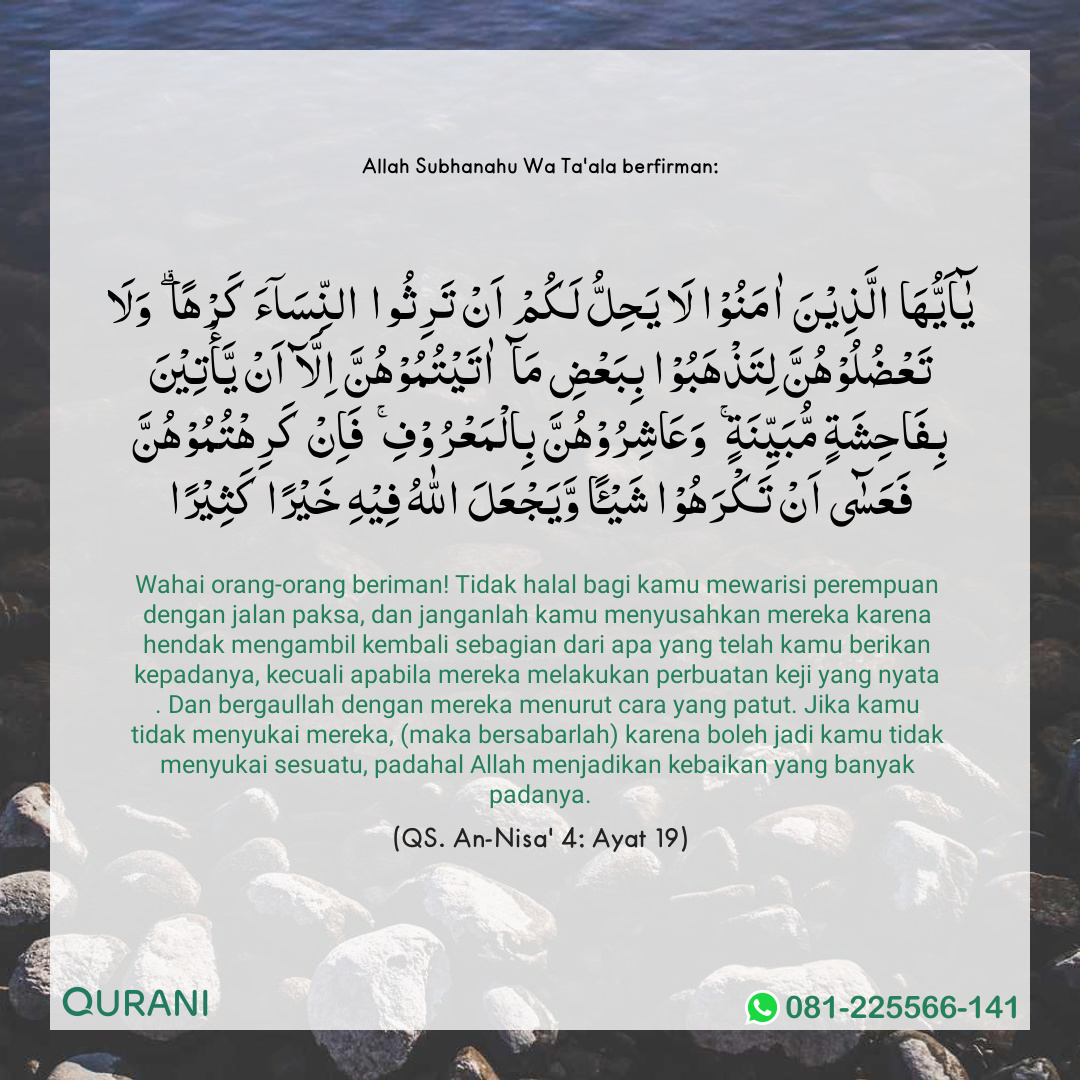 Allah Subhanahu Wa Ta'ala berfirman:
يٰۤاَيُّهَا الَّذِيْنَ اٰمَنُوْا لَا يَحِلُّ لَـكُمْ اَنْ تَرِثُوا النِّسَآءَ كَرْهًا ۗ وَلَا
تَعْضُلُوْهُنَّ لِتَذْهَبُوْا بِبَعْضِ مَاۤ اٰتَيْتُمُوْهُنَّ اِلَّاۤ اَنْ يَّأْتِيْنَ
بِفَاحِشَةٍ مُّبَيِّنَةٍ ۚ وَعَاشِرُوْهُنَّ بِالْمَعْرُوْفِ ۚ فَاِنْ كَرِهْتُمُوْهُنَّ
فَعَسٰۤى اَنْ تَكْرَهُوْا شَيْـئًـا وَّيَجْعَلَ اللّٰهُ فِيْهِ خَيْرًا كَثِيْرًا
Wahai orang-orang beriman! Tidak halal bagi kamu mewarisi perempuan
dengan jalan paksa, dan janganlah kamu menyusahkan mereka karena
hendak mengambil kembali sebagian dari apa yang telah kamu berikan
kepadanya, kecuali apabila mereka melakukan perbuatan keji yang nyata
. Dan bergaullah dengan mereka menurut cara yang patut. Jika kamu
tidak menyukai mereka, (maka bersabarlah) karena boleh jadi kamu tidak
menyukai sesuatu, padahal Allah menjadikan kebaikan yang banyak
padanya.
(QS. An-Nisa' 4: Ayat 19)
QURANI
081-225566-141